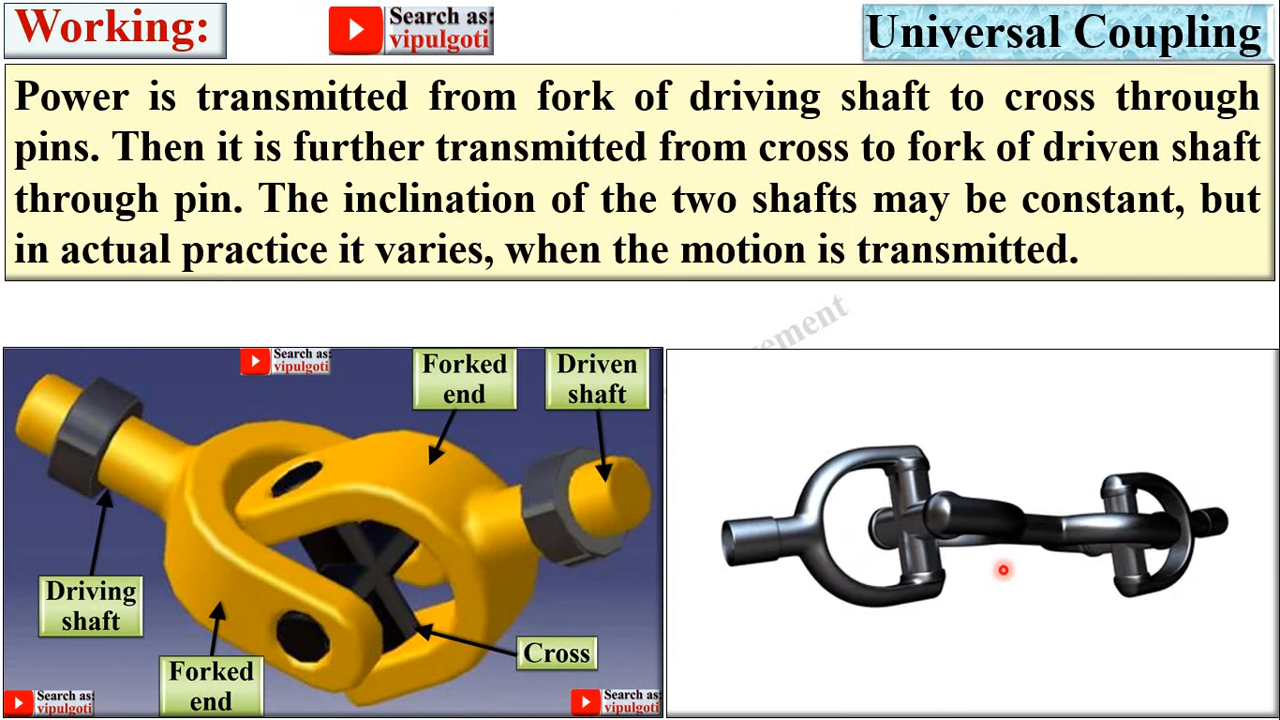 Working:
Search as:
vipulgoti
Universal Coupling
Power is transmitted from fork of driving shaft to cross through
pins. Then it is further transmitted from cross to fork of driven shaft
through pin. The inclination of the two shafts may be constant, but
in actual practice it varies, when the motion is transmitted.
Search as:
vipulgoti
Forked
end
Driven
shaft
Driving
shaft
Forked
end
Cross
Search as:
vipulgoti
Search as:
vipulgoti